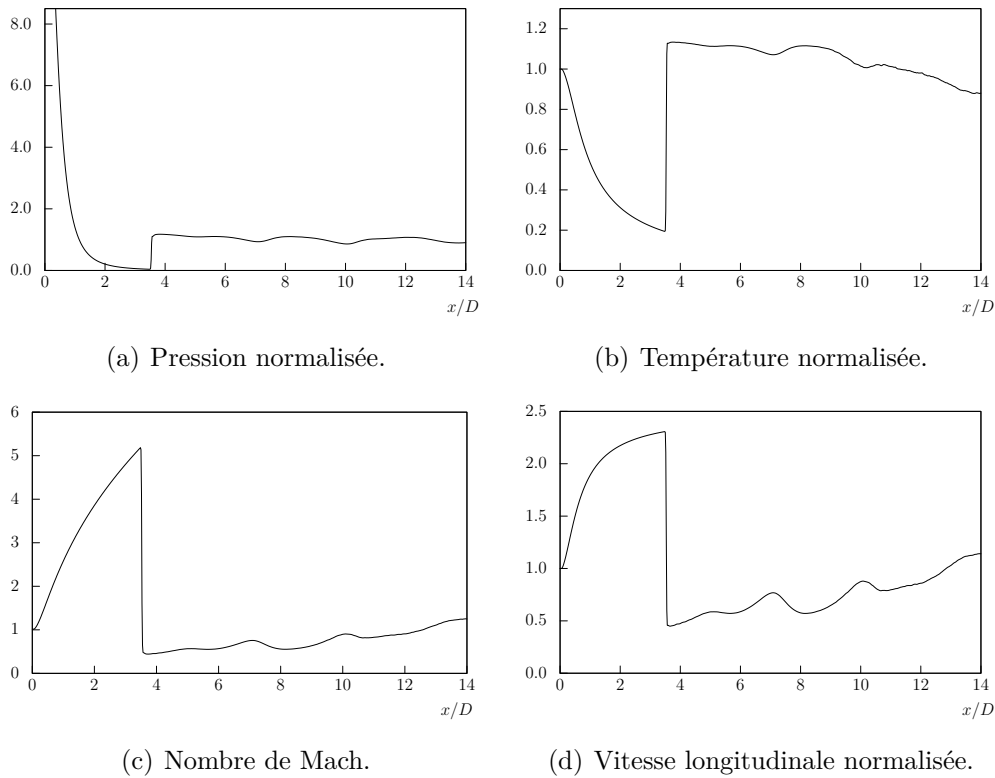 8.0
6.0
4.0
2.0
0.0
0 2 4 6 8 10 12 14
x/D
(a) Pression normalisée.
1.2
1.0
0.8
0.6
0.4
0.2
0.0
0 2 4 6 8 10 12 14
x/D
(b) Température normalisée.
6
5
4
3
2
1
0
0 2 4 6 8 10 12 14
x/D
(c) Nombre de Mach.
2.5
2.0
1.5
1.0
0.5
0.0
0 2 4 6 8 10 12 14
x/D
(d) Vitesse longitudinale normalisée.